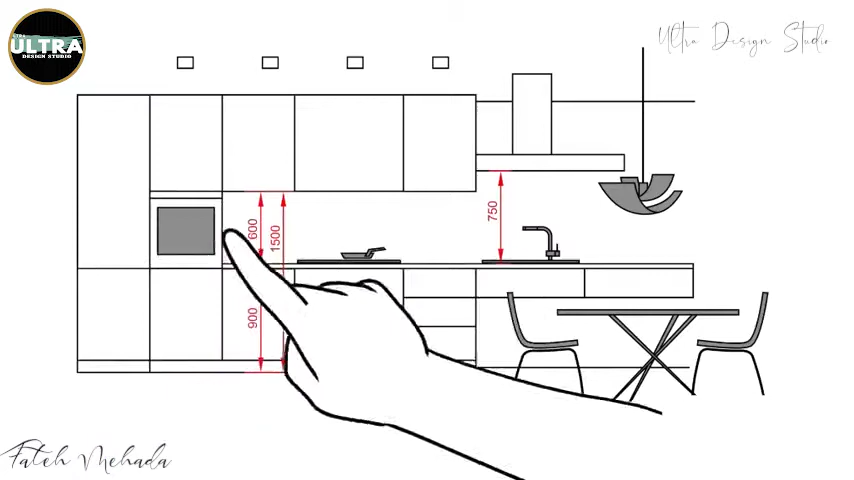 ULTRA
DESIGN STUDIO
Ultra Design Studio
600
1500
750
900
Fateh Mehada